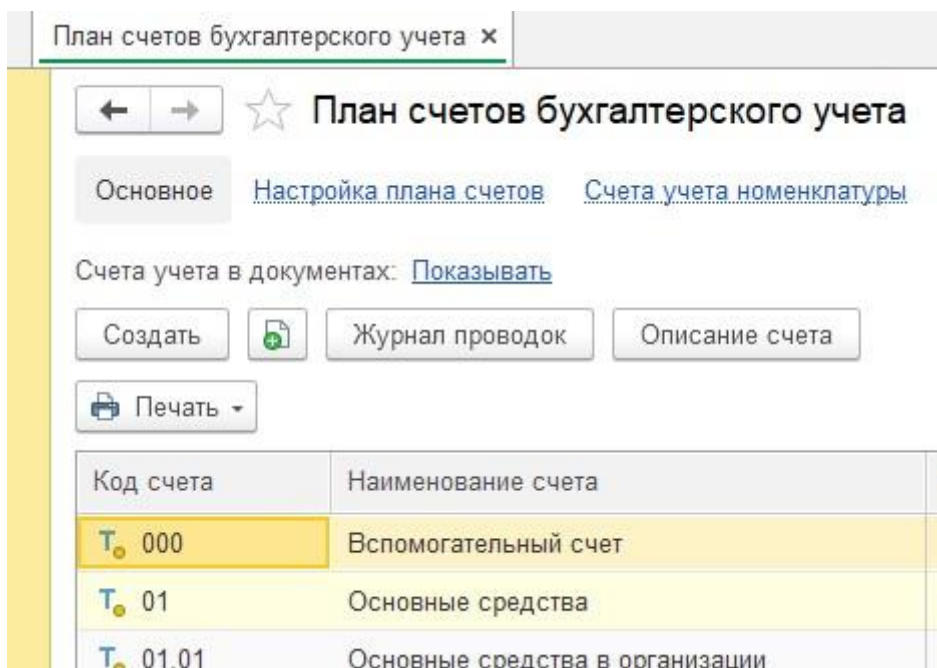 План счетов бухгалтерского учета ×
План счетов бухгалтерского учета
Основное Настройка плана счетов Счета учета номенклатуры
Счета учета в документах: Показывать
Создать Журнал проводок Описание счета
Печать
Код счета Наименование счета
000 Вспомогательный счет
01 Основные средства
01.01 Основные средства в организации